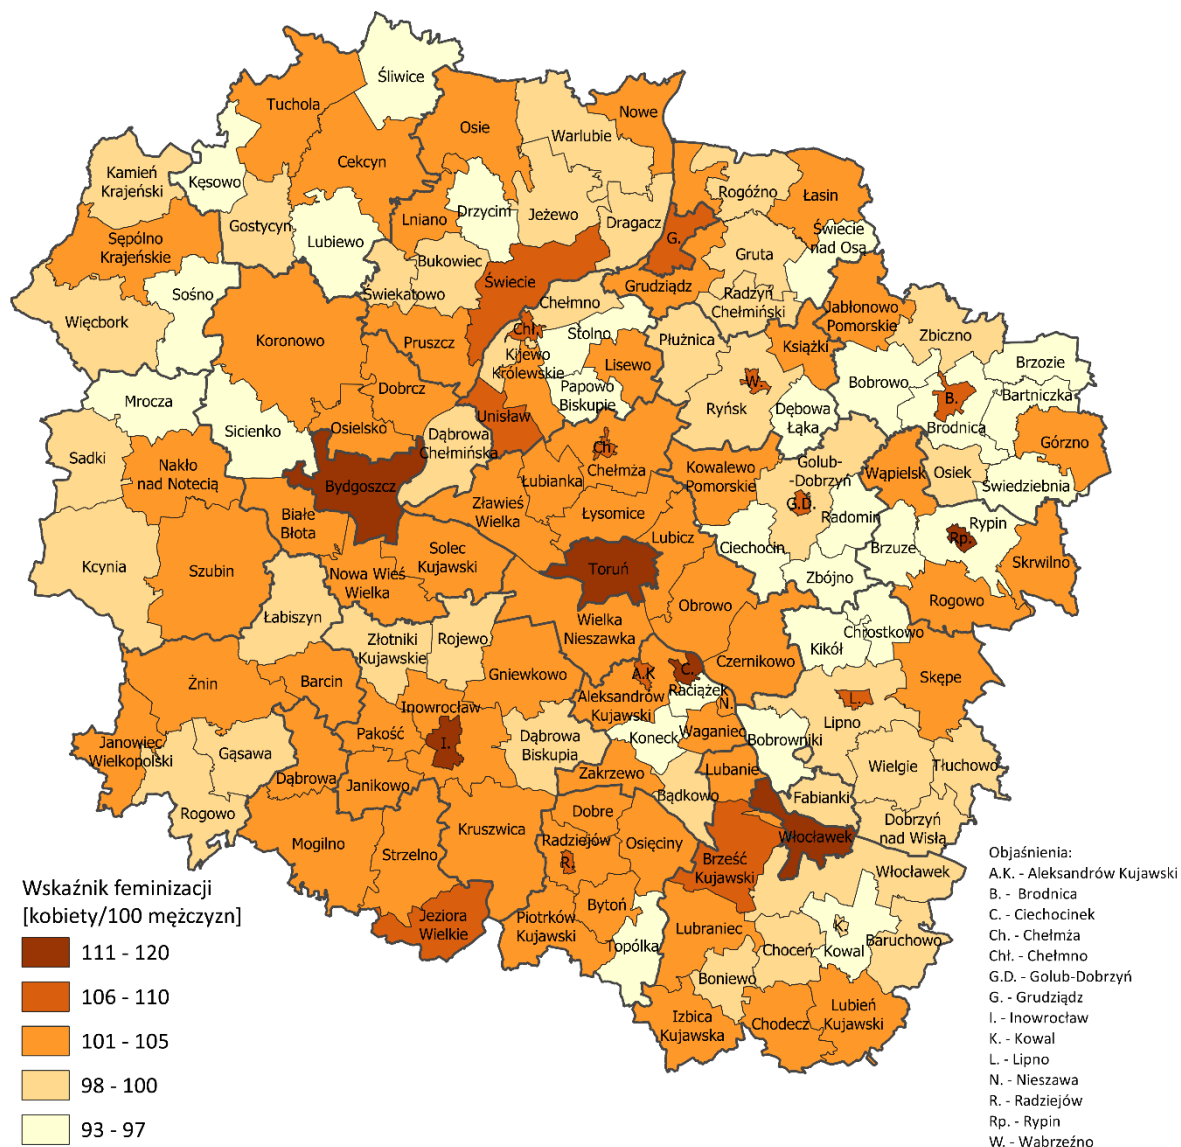 Śliwice
Tuchola
Nowe
Osie
Warlubie
Cekcyn
Kamień
Krajeński
Kęsowo
Rogóźno
Łasin
Drzycim
Jeżewo
Dragacz
Lniano
Gostycyn
Lubiewo
Świecie
nad Osą
Sępólno
Krajeńskie
G.
Gruta
Bukowiec
Świecie
Grudziądz
Radzyń
Chełmiński
Sośno
Świekatowo
Chełmno
Jabłonowo
Pomorskie
Więcbork
Koronowo
Chł.
Stolno
Płużnica
Zbiczno
Pruszcz
Książki
Kijewo
Królewskie
Lisewo
Brzozie
Mrocza
Dobrcz
Papowo
Biskupie
W.
Bobrowo
B.
Bartniczka
Sicienko
Unisław
Ryńsk
Dębowa
Łąka
Brodnica
Osielsko
Dąbrowa
Chełmińska
Ch.
Górzno
Sadki
Nakło
nad Notecią
Chełmża
Kowalewo
Pomorskie
Golub-
-Dobrzyń
Wąpielsk
Osiek
Bydgoszcz
Łubianka
Świedziebnia
Zławieś
Wielka
G.D.
Białe
Błota
Łysomice
Radomin
Rypin
Lubicz
Rp.
Kcynia
Szubin
Solec
Kujawski
Ciechocin
Brzuze
Toruń
Nowa Wieś
Wielka
Zbójno
Skrwilno
Obrowo
Rogowo
Łabiszyn
Wielka
Nieszawka
Złotniki
Kujawskie
Rojewo
Chrostkowo
Kikół
Czernikowo
Żnin
Barcin
Gniewkowo
A.K
C.
Skępe
Raciążek
Aleksandrów
Kujawski
L.
Inowrocław
N.
Lipno
Pakość
I.
Dąbrowa
Biskupia
Koneck
Waganiec
Bobrowniki
Janowiec
Wielkopolski
Gąsawa
Dąbrowa
Janikowo
Zakrzewo
Lubanie
Wielgie
Tłuchowo
Bądkowo
Fabianki
Rogowo
Kruszwica
Dobre
Dobrzyń
nad Wisłą
Mogilno
Strzelno
Radziejów
Osięciny
Włocławek
R.
Brześć
Kujawski
Włocławek
Jeziora
Wielkie
Piotrków
Kujawski
Bytoń
Lubraniec
K.
Topólka
Choceń
Kowal
Baruchowo
Boniewo
Izbica
Kujawska
Chodecz
Lubień
Kujawski
Wskaźnik feminizacji
[kobiety/100 mężczyzn]
111 - 120
106 - 110
101 - 105
98 - 100
93 - 97
Objaśnienia:
A.K. - Aleksandrów Kujawski
B. - Brodnica
C. - Ciechocinek
Ch. - Chełmża
Chł. - Chełmno
G.D. - Golub-Dobrzyń
G. - Grudziądz
I. - Inowrocław
K. - Kowal
L. - Lipno
N. - Nieszawa
R. - Radziejów
Rp. - Rypin
W. - Wąbrzeźno